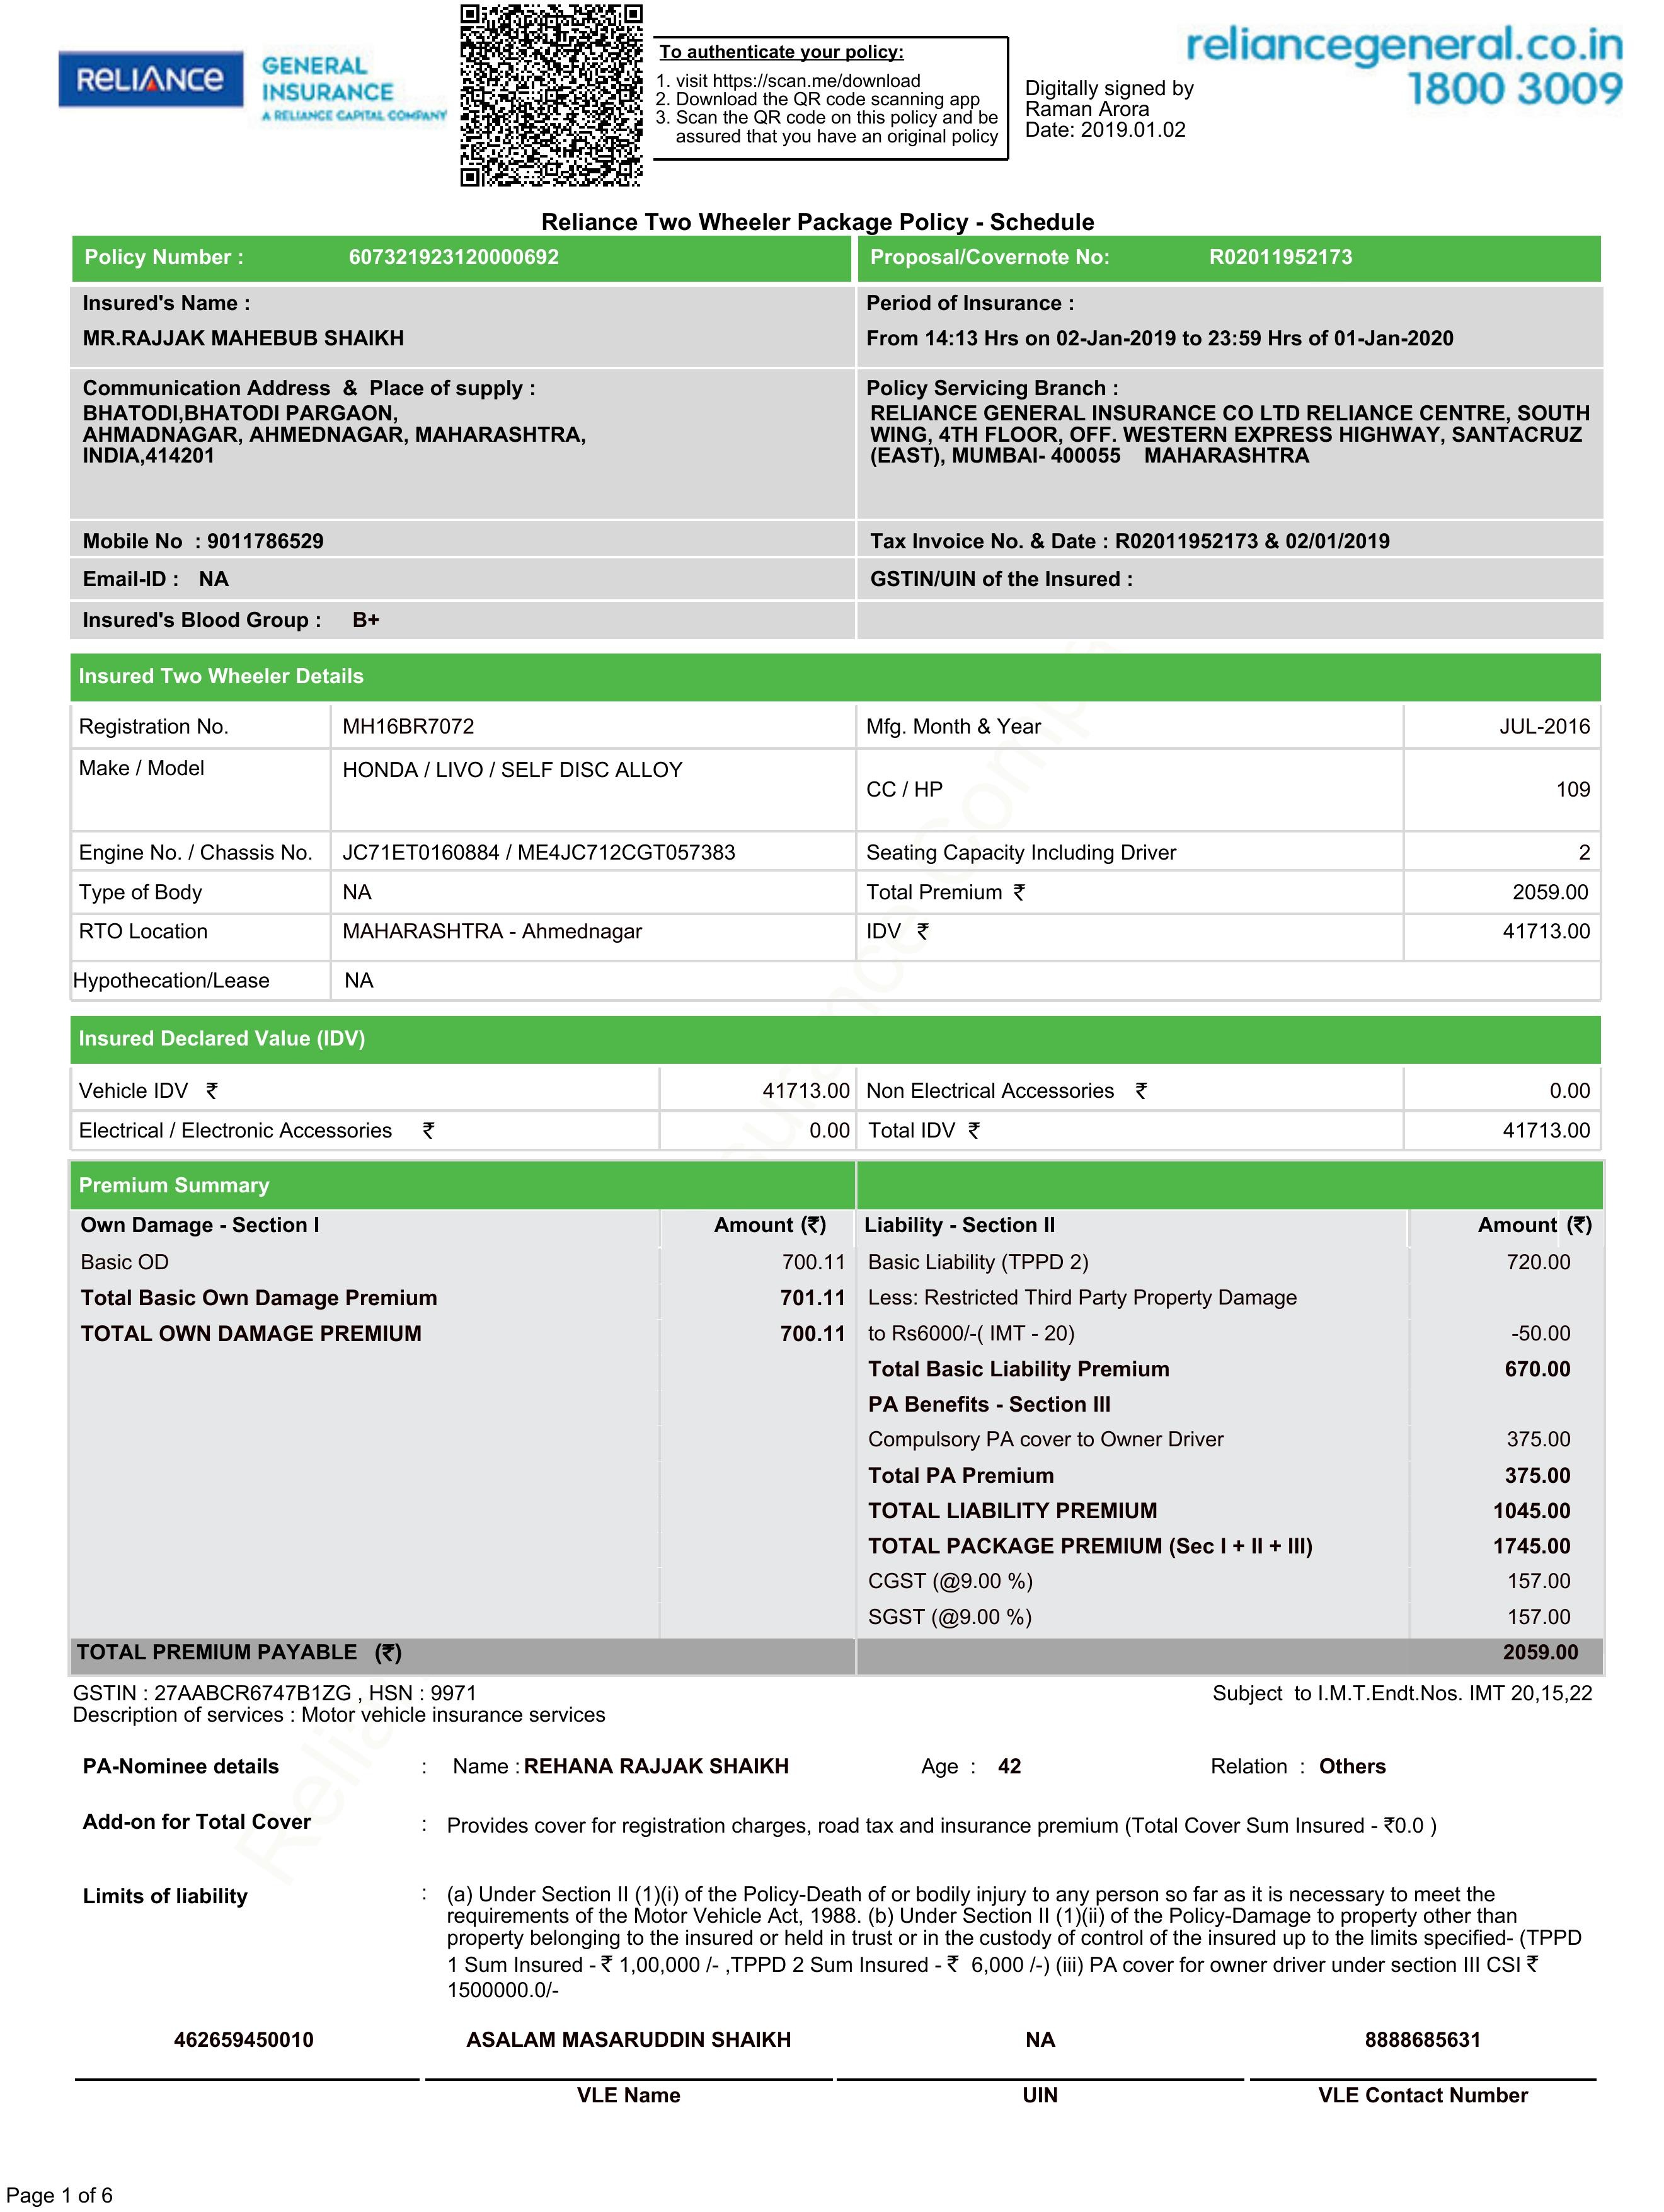 RELIANCE
GENERAL
INSURANCE
A RELIANCE CAPITAL COMPANY
To authenticate your policy:
1. visit https://scan.me/download
2. Download the QR code scanning app
3. Scan the QR code on this policy and be
assured that you have an original policy
Digitally signed by
Raman Arora
Date: 2019.01.02
reliancegeneral.co.in
1800 3009
Reliance Two Wheeler Package Policy - Schedule
Policy Number : 607321923120000692 Proposal/Covernote No: R02011952173
Insured's Name : Period of Insurance :
MR.RAJJAK MAHEBUB SHAIKH From 14:13 Hrs on 02-Jan-2019 to 23:59 Hrs of 01-Jan-2020
Communication Address & Place of supply :
BHATODI,BHATODI PARGAON,
AHMADNAGAR, AHMEDNAGAR, MAHARASHTRA,
INDIA,414201
Policy Servicing Branch :
RELIANCE GENERAL INSURANCE CO LTD RELIANCE CENTRE, SOUTH
WING, 4TH FLOOR, OFF. WESTERN EXPRESS HIGHWAY, SANTACRUZ
(EAST), MUMBAI- 400055 MAHARASHTRA
Mobile No : 9011786529 Tax Invoice No. & Date : R02011952173 & 02/01/2019
Email-ID : NA GSTIN/UIN of the Insured :
Insured's Blood Group : B+
Insured Two Wheeler Details
Registration No. MH16BR7072 Mfg. Month & Year JUL-2016
Make / Model HONDA / LIVO / SELF DISC ALLOY CC / HP 109
Engine No. / Chassis No. JC71ET0160884 / ME4JC712CGT057383 Seating Capacity Including Driver 2
Type of Body NA Total Premium ₹ 2059.00
RTO Location MAHARASHTRA - Ahmednagar IDV ₹ 41713.00
Hypothecation/Lease NA
Insured Declared Value (IDV)
Vehicle IDV ₹ 41713.00 Non Electrical Accessories ₹ 0.00
Electrical / Electronic Accessories ₹ 0.00 Total IDV ₹ 41713.00
Premium Summary
Own Damage - Section I Amount (₹) Liability - Section II Amount (₹)
Basic OD 700.11 Basic Liability (TPPD 2) 720.00
Total Basic Own Damage Premium 701.11 Less: Restricted Third Party Property Damage
TOTAL OWN DAMAGE PREMIUM 700.11 to Rs6000/-( IMT - 20) -50.00
Total Basic Liability Premium 670.00
PA Benefits - Section III
Compulsory PA cover to Owner Driver 375.00
Total PA Premium 375.00
TOTAL LIABILITY PREMIUM 1045.00
TOTAL PACKAGE PREMIUM (Sec I + II + III) 1745.00
CGST (@9.00 %) 157.00
SGST (@9.00 %) 157.00
TOTAL PREMIUM PAYABLE (₹) 2059.00
GSTIN : 27AABCR6747B1ZG , HSN : 9971 Subject to I.M.T.Endt.Nos. IMT 20,15,22
Description of services : Motor vehicle insurance services
PA-Nominee details : Name : REHANA RAJJAK SHAIKH Age : 42 Relation : Others
Add-on for Total Cover : Provides cover for registration charges, road tax and insurance premium (Total Cover Sum Insured - ₹0.0 )
Limits of liability : (a) Under Section II (1)(i) of the Policy-Death of or bodily injury to any person so far as it is necessary to meet the
requirements of the Motor Vehicle Act, 1988. (b) Under Section II (1)(ii) of the Policy-Damage to property other than
property belonging to the insured or held in trust or in the custody of control of the insured up to the limits specified- (TPPD
1 Sum Insured - ₹ 1,00,000 /- ,TPPD 2 Sum Insured - ₹ 6,000 /-) (iii) PA cover for owner driver under section III CSI ₹
1500000.0/-
462659450010 ASALAM MASARUDDIN SHAIKH NA 8888685631
VLE Name UIN VLE Contact Number
Page 1 of 6